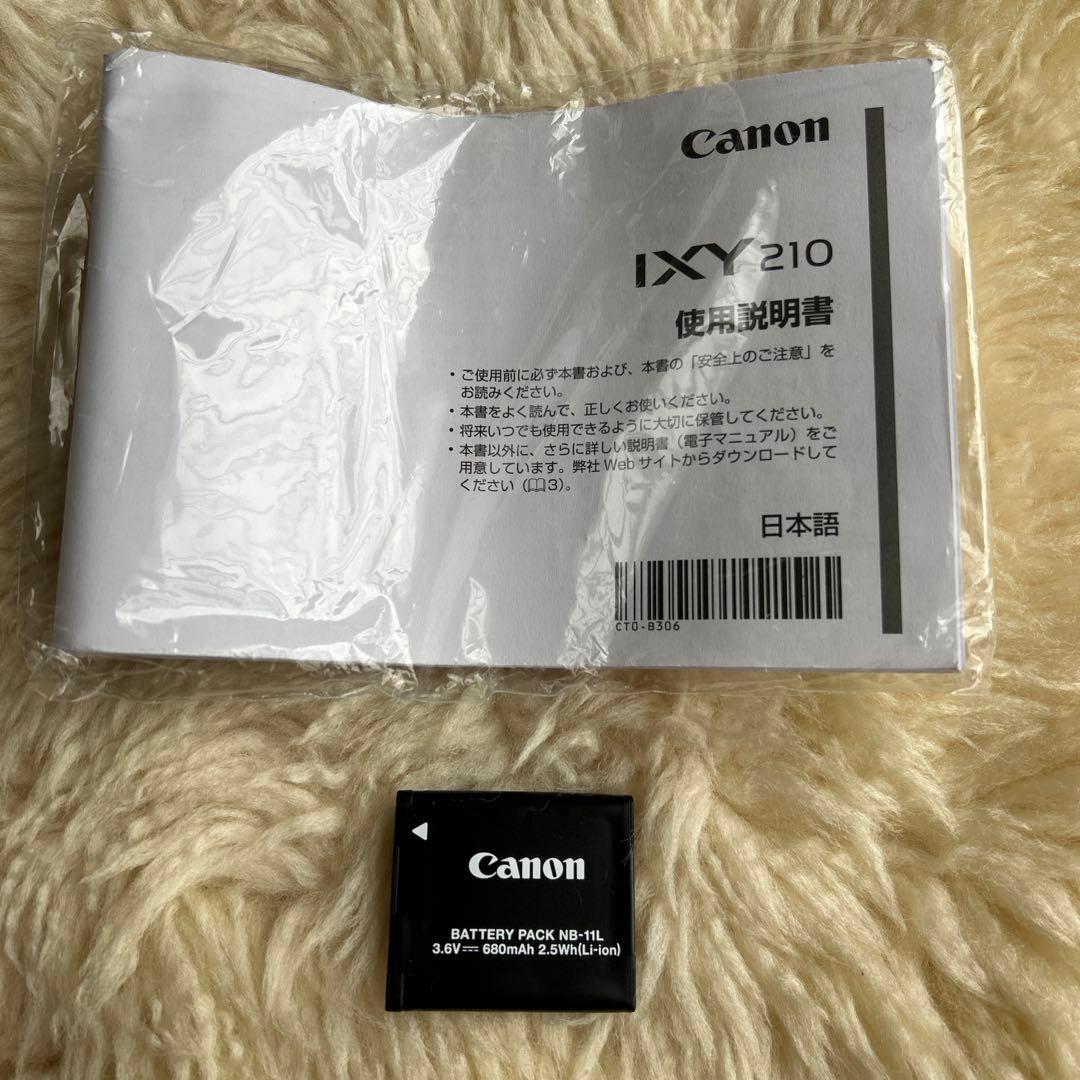 Canon
IXY 210
使用説明書
・ご使用前に必ず本書および、本書の「安全上のご注意」を
お読みください。
・本書をよく読んで、正しくお使いください。
・将来いつでも使用できるように大切に保管してください。
・本書以外に、さらに詳しい説明書（電子マニュアル）をご
用意しています。弊社 Web サイトからダウンロードして
ください（📖3）。
日本語
CT0-B306
Canon
BATTERY PACK NB-11L
3.6V⎓ 680mAh 2.5Wh(Li-ion)